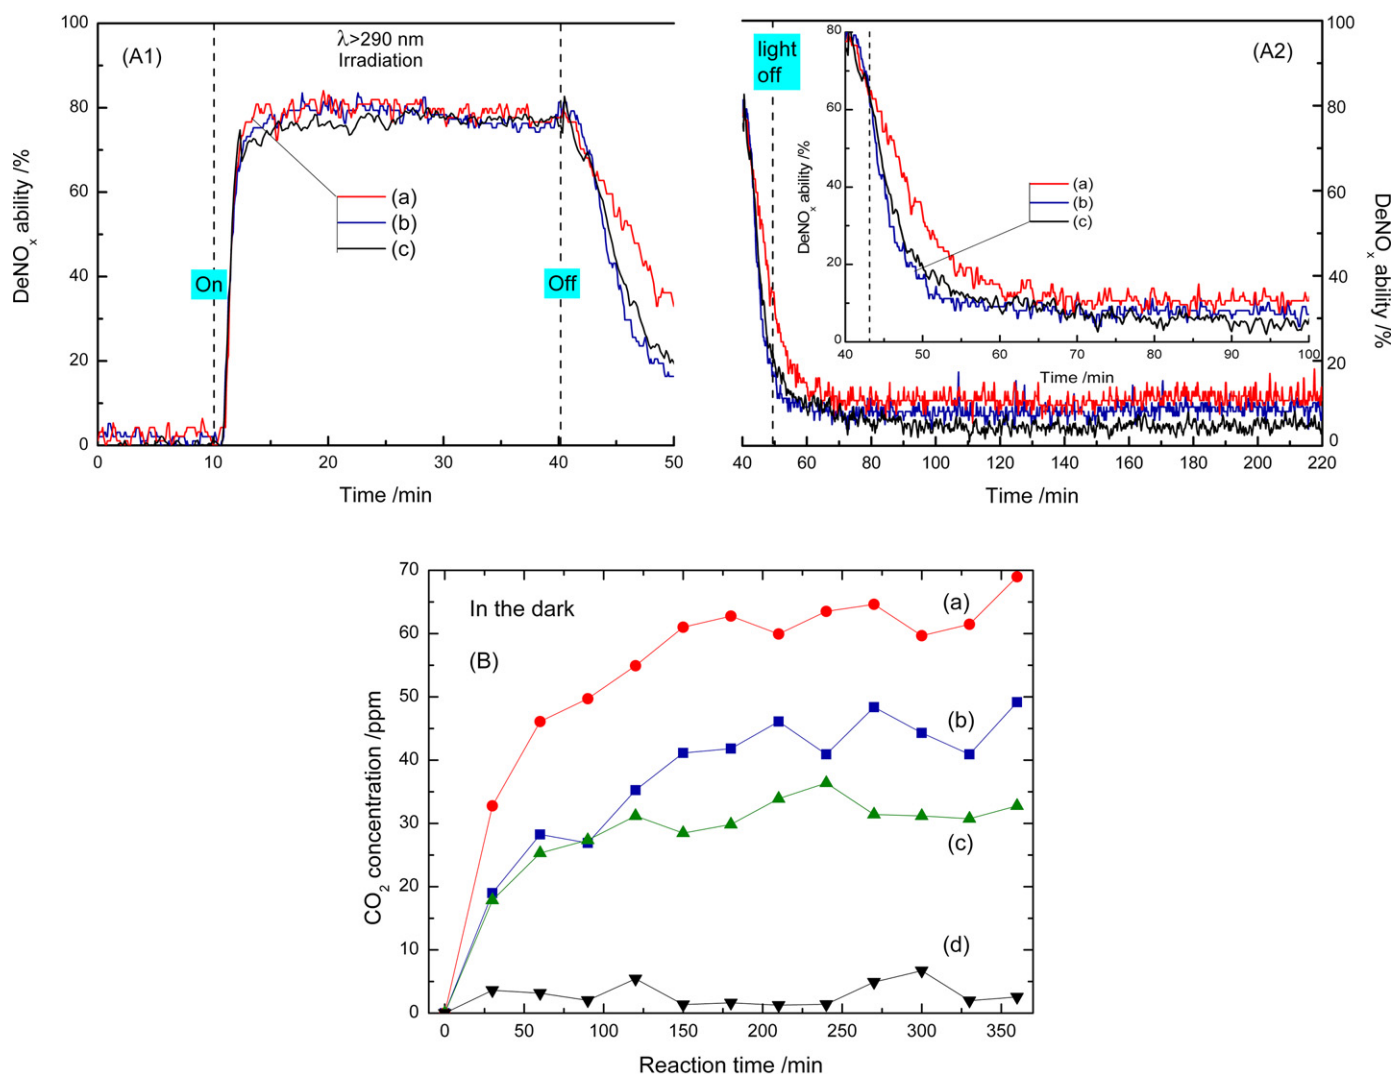 (A1)
λ>290 nm
Irradiation
(a)
(b)
(c)
On
Off
DeNOx ability /%
100
80
60
40
20
0
0 10 20 30 40 50
Time /min
light
off
(A2)
DeNOx ability /%
100
80
60
40
20
0
40 60 80 100 120 140 160 180 200 220
Time /min
DeNOx ability /%
80
60
40
20
0
(a)
(b)
(c)
40 50 60 70 80 90 100
Time /min
In the dark
(B)
(a)
(b)
(c)
(d)
CO2 concentration /ppm
70
60
50
40
30
20
10
0
0 50 100 150 200 250 300 350
Reaction time /min